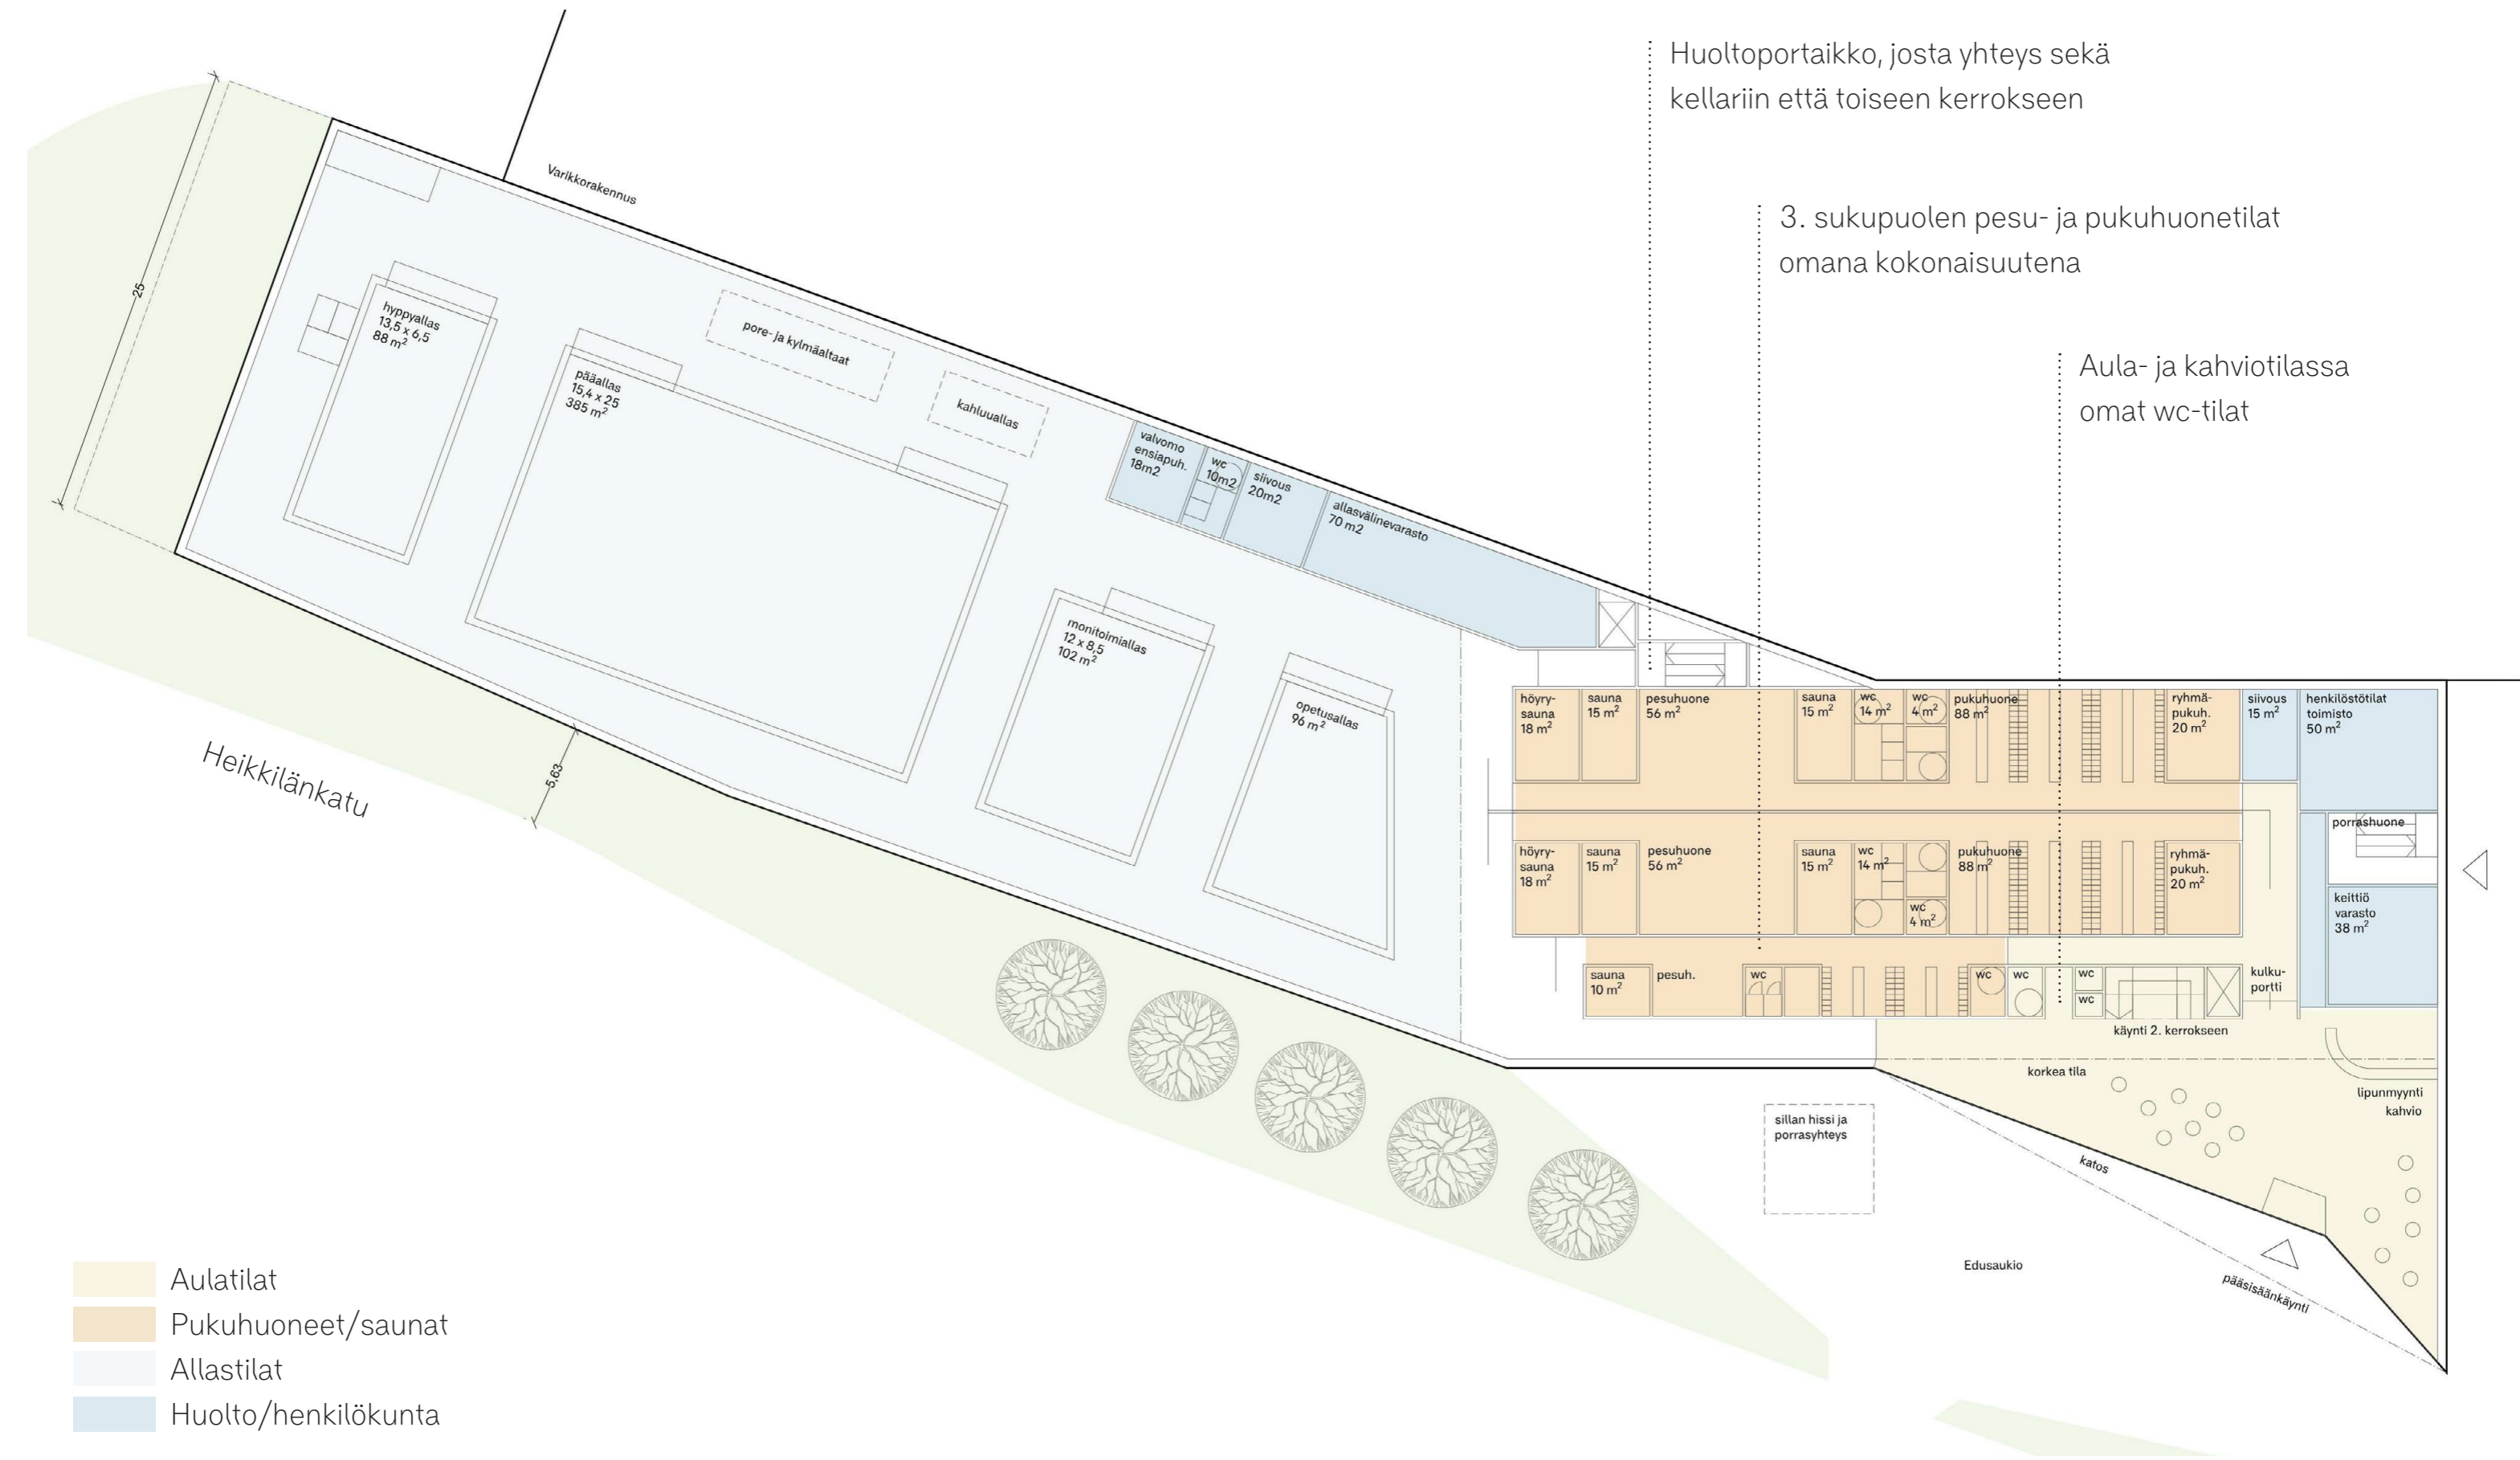 Huoltoportaikko, josta yhteys sekä
kellariin että toiseen kerrokseen
3. sukupuolen pesu- ja pukuhuonetilat
omana kokonaisuutena
Aula- ja kahviotilassa
omat wc-tilat
Varikkorakennus
25
hyppyallas
13,5 x 6,5
88 m²
pääallas
15,4 x 25
385 m²
pore- ja kylmäaltaat
kahluuallas
valvomo
ensiapuh.
18m2
wc
10m2
siivous
20m2
allasvälinevarasto
70 m2
monitoimiallas
12 x 8,5
102 m²
opetusallas
96 m²
Heikkilänkatu
5,63
höyry-
sauna
18 m²
sauna
15 m²
pesuhuone
56 m²
sauna
15 m²
wc
14 m²
wc
4 m²
pukuhuone
88 m²
ryhmä-
pukuh.
20 m²
siivous
15 m²
henkilöstötilat
toimisto
50 m²
höyry-
sauna
18 m²
sauna
15 m²
pesuhuone
56 m²
sauna
15 m²
wc
14 m²
wc
4 m²
pukuhuone
88 m²
ryhmä-
pukuh.
20 m²
porrashuone
keittiö
varasto
38 m²
sauna
10 m²
pesuh.
wc
wc
wc
wc
wc
kulku-
portti
käynti 2. kerrokseen
korkea tila
lipunmyynti
kahvio
sillan hissi ja
porrasyhteys
katos
Edusaukio
pääsisäänkäynti
Aulatilat
Pukuhuoneet/saunat
Allastilat
Huolto/henkilökunta